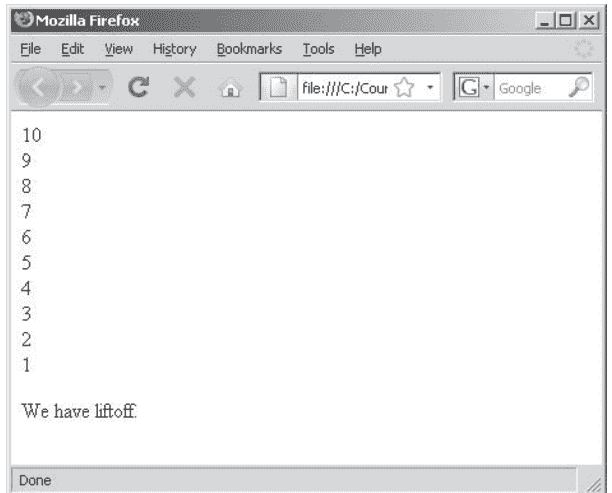 Mozilla Firefox
File Edit View History Bookmarks Tools Help
file:///C:/Cour G Google
10
9
8
7
6
5
4
3
2
1
We have liftoff.
Done